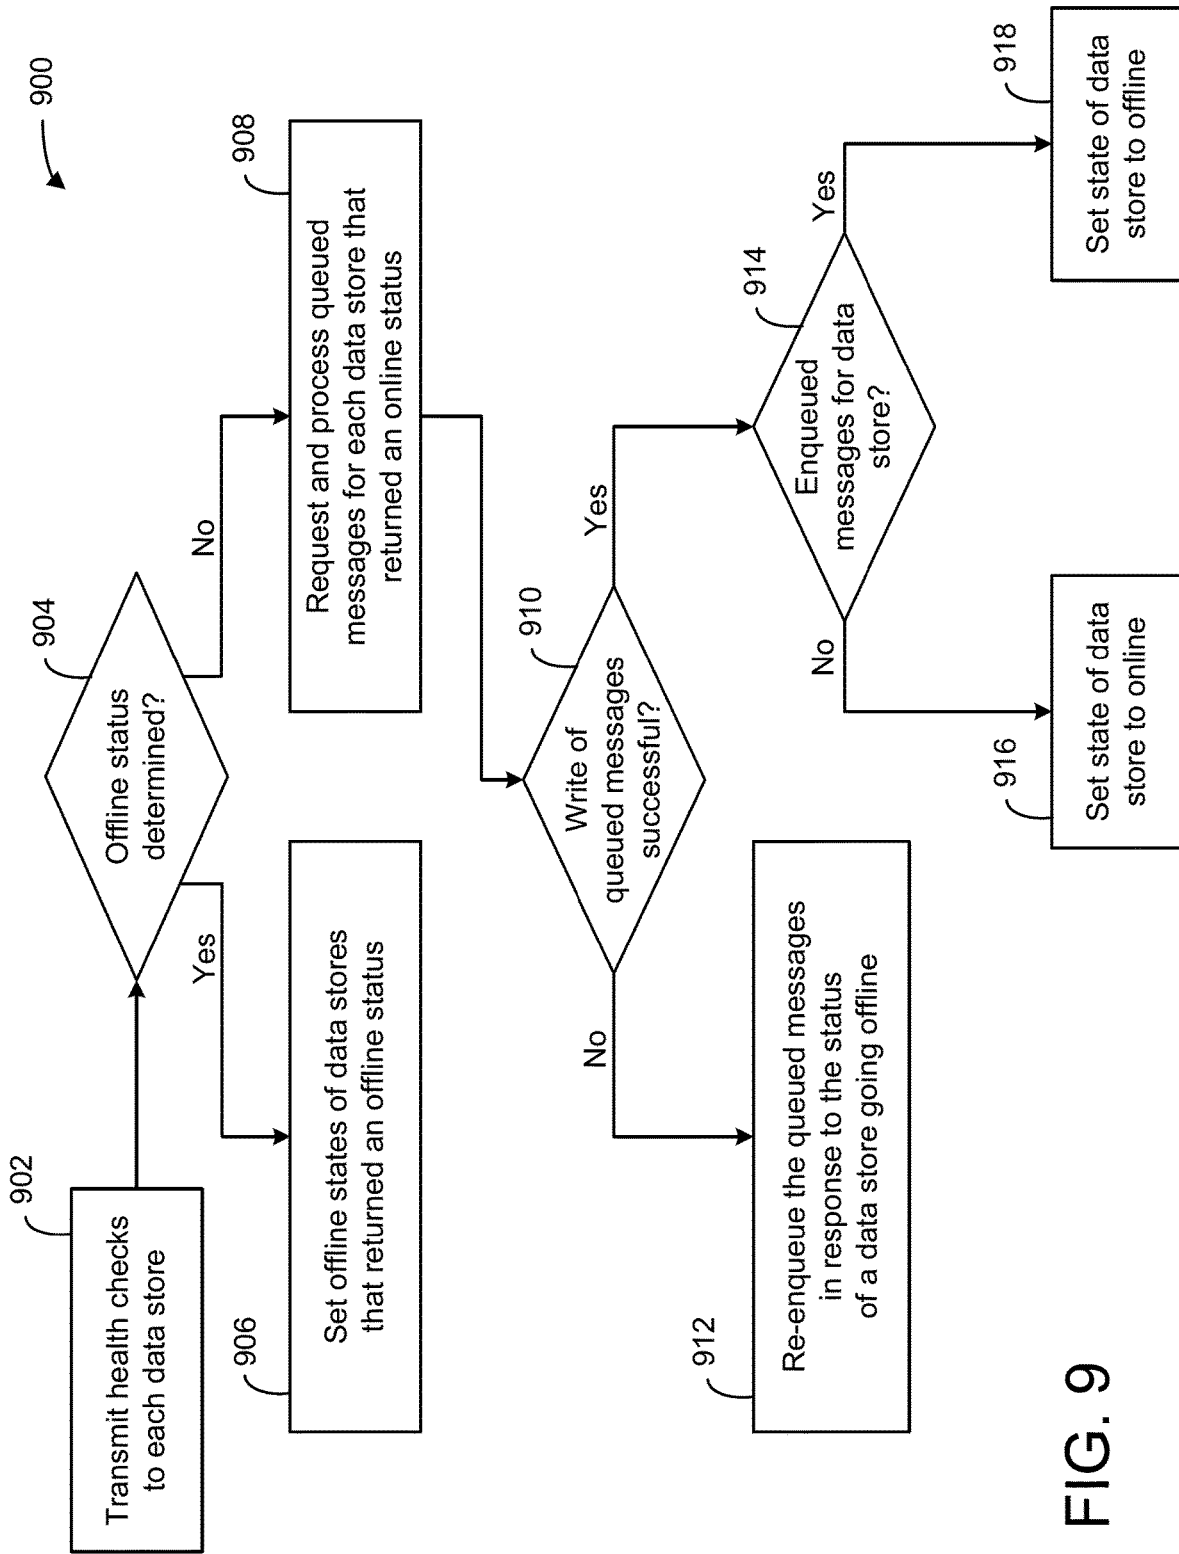 900
902
Transmit health checks
to each data store
904
Offline status
determined?
Yes
No
906
Set offline states of data stores
that returned an offline status
908
Request and process queued
messages for each data store that
returned an online status
910
Write of
queued messages
successful?
No
Yes
912
Re-enqueue the queued messages
in response to the status
of a data store going offline
914
Enqueued
messages for data
store?
No
Yes
916
Set state of data
store to online
918
Set state of data
store to offline
FIG. 9